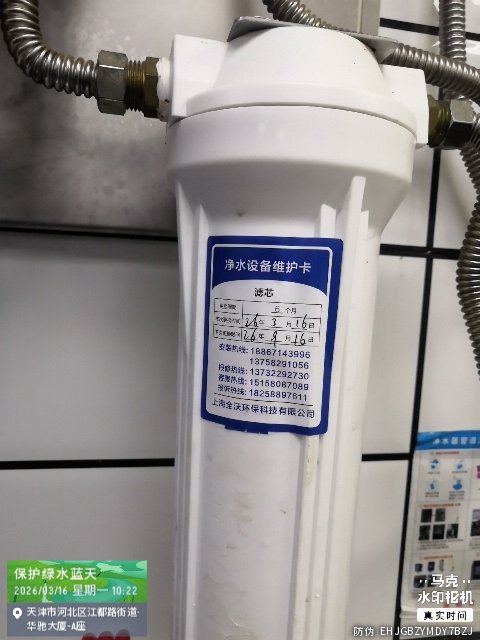 净水设备维护卡
滤芯
6个月
26年3月16日
26年9月16日
安装热线:18867143996
13758291056
报修热线:13732292730
客服热线:15158087089
投诉热线:18258897611
上海全沃环保科技有限公司
保护绿水蓝天
2026/03/16 星期一 10:22
天津市河北区江都路街道·
华驰大厦-A座
马克
水印相机
真实时间
防伪 EHJGBZYMDY7BZJ